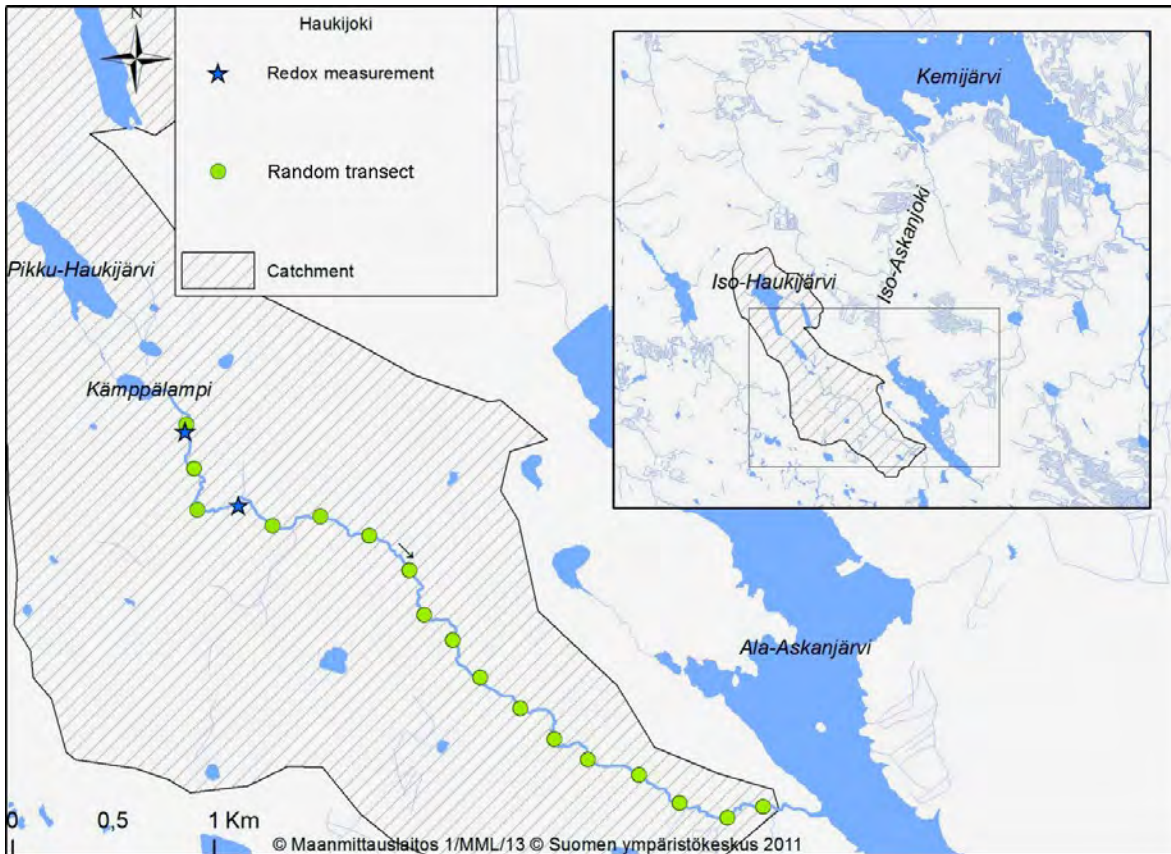 N
Haukijoki
Redox measurement
Random transect
Catchment
Kemijärvi
Iso-Askanjoki
Iso-Haukijärvi
Pikku-Haukijärvi
Kämppälampi
Ala-Askanjärvi
0 0,5 1 Km
© Maanmittauslaitos 1/MML/13 © Suomen ympäristökeskus 2011